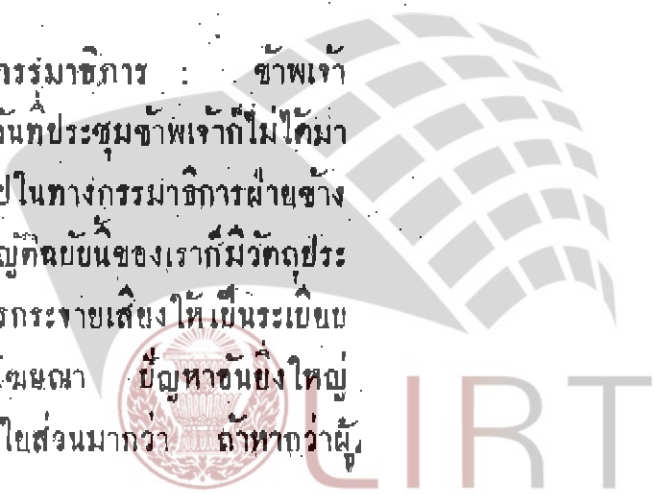 กรรมาธิการ : ข้าพเจ้า
วันที่ประชุมข้าพเจ้าก็ไม่ได้มา
ปในทางกรรมาธิการฝ่ายข้าง
ญัตินบับนี้ของเราก็มีวัตถุประ
รกระจายเสียงให้เป็นระเบียบ
โฆษณา ปัญหาอันยิ่งใหญ่
ใยส่วนมากว่า ถ้าหากว่าผู้
LIRT